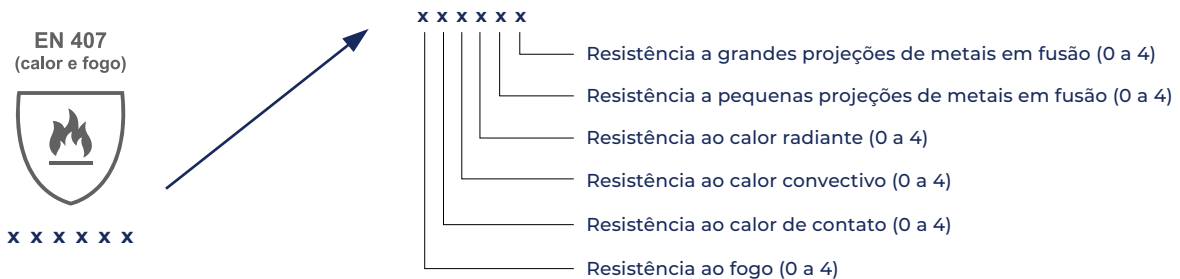 EN 407
(calor e fogo)
x x x x x x
x x x x x x
Resistência a grandes projeções de metais em fusão (0 a 4)
Resistência a pequenas projeções de metais em fusão (0 a 4)
Resistência ao calor radiante (0 a 4)
Resistência ao calor convectivo (0 a 4)
Resistência ao calor de contato (0 a 4)
Resistência ao fogo (0 a 4)